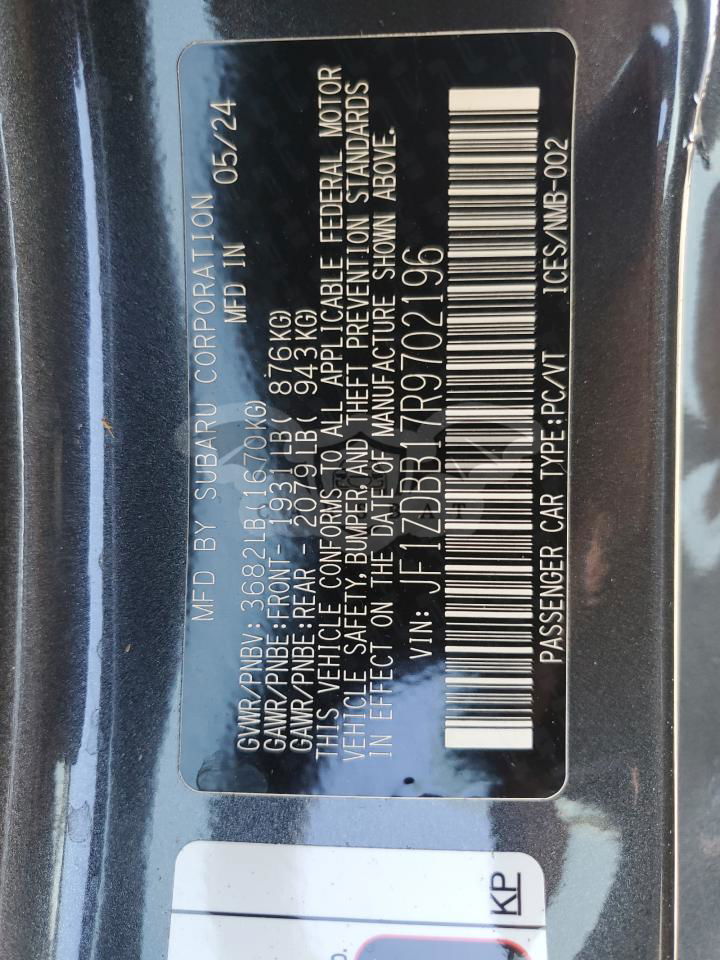 MFD BY SUBARU CORPORATION
MFD IN 05/24
GVWR/PNBV: 3682LB(1670KG)
GAWR/PNBE:FRONT- 1931LB( 876KG)
GAWR/PNBE:REAR - 2079LB( 943KG)
THIS VEHICLE CONFORMS TO ALL APPLICABLE FEDERAL MOTOR
VEHICLE SAFETY, BUMPER, AND THEFT PREVENTION STANDARDS
IN EFFECT ON THE DATE OF MANUFACTURE SHOWN ABOVE.
VIN: JF1ZDBB17R9702196
PASSENGER CAR TYPE:PC/VT ICES/NMB-002
KP